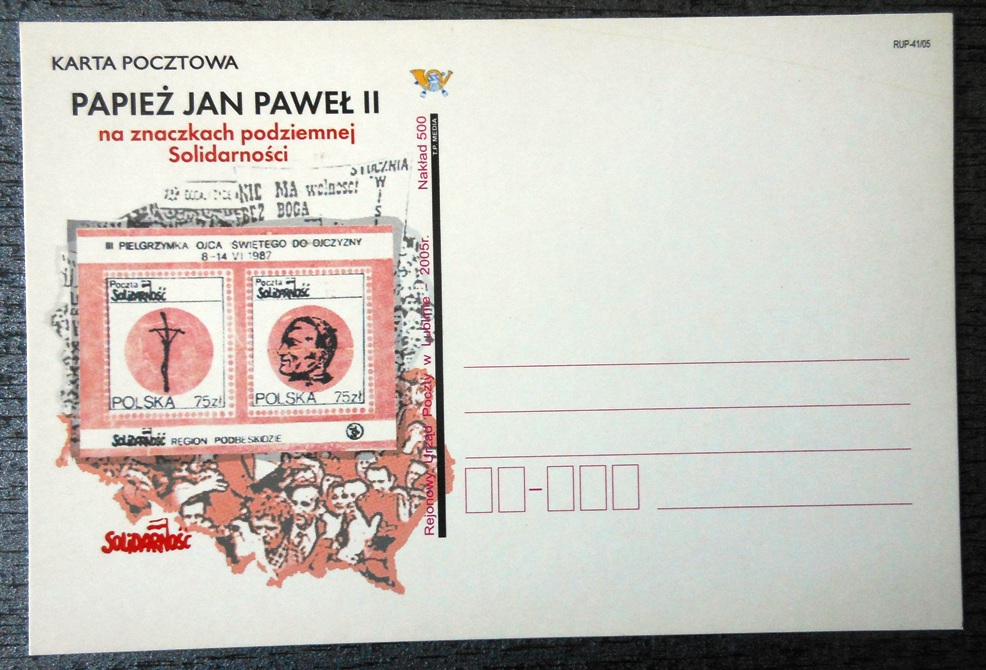 KARTA POCZTOWA
PAPIEŻ JAN PAWEŁ II
na znaczkach podziemnej
Solidarności
STOCZNIA
W
I
S
NIE MA wolności
BEZ BOGA
III PIELGRZYMKA OJCA ŚWIĘTEGO DO OJCZYZNY
8-14 VI 1987
Poczta
SOLIDARNOŚĆ
POLSKA 75zł
Poczta
SOLIDARNOŚĆ
POLSKA 75zł
SOLIDARNOŚĆ REGION PODBESKIDZIE
SOLIDARNOŚĆ
Rejonowy Urząd Poczty w Lublinie - 2005r. Nakład 500
T.P. MEDIA
RUP-41/05